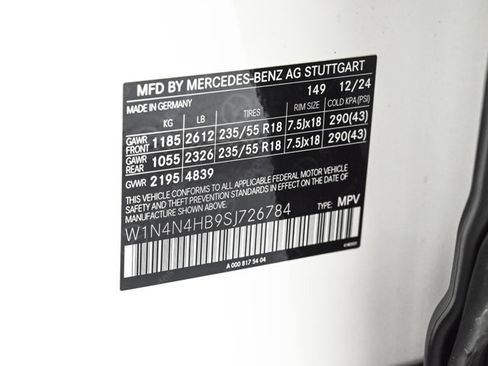 MFD BY MERCEDES-BENZ AG STUTTGART
MADE IN GERMANY 149 12/24
KG LB TIRES RIM SIZE COLD KPA(PSI)
GAWR FRONT 1185 2612 235/55 R18 7.5Jx18 290(43)
GAWR REAR 1055 2326 235/55 R18 7.5Jx18 290(43)
GVWR 2195 4839
THIS VEHICLE CONFORMS TO ALL APPLICABLE FEDERAL MOTOR VEHICLE
SAFETY AND THEFT PREVENTION STANDARDS IN EFFECT ON THE DATE OF
MANUFACTURE SHOWN ABOVE.
W1N4N4HB9SJ726784 TYPE: MPV
A 000 817 54 04